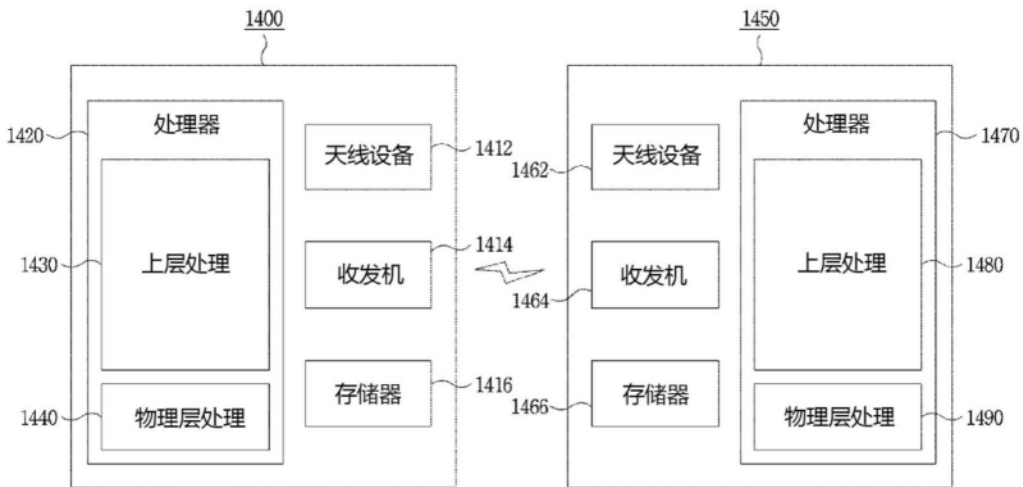 1400 1450
1420 处理器 处理器 1470
天线设备 1412 天线设备
1462
1414
1430 上层处理 收发机 收发机 上层处理 1480
1464
1416
1440 物理层处理 存储器 存储器 物理层处理 1490
1466